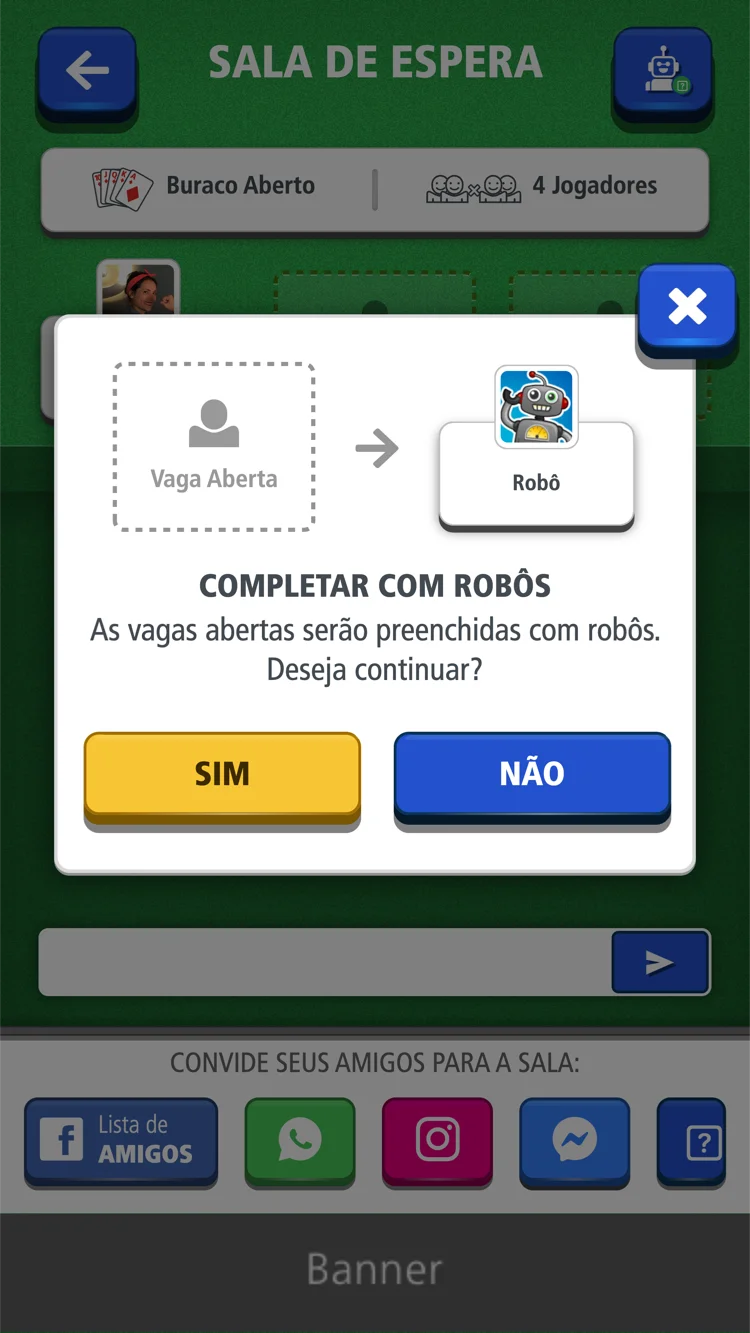 SALA DE ESPERA
Buraco Aberto
4 Jogadores
Vaga Aberta
Robô
COMPLETAR COM ROBÔS
As vagas abertas serão preenchidas com robôs.
Deseja continuar?
SIM
NÃO
CONVIDE SEUS AMIGOS PARA A SALA:
Lista de
AMIGOS
?
Banner